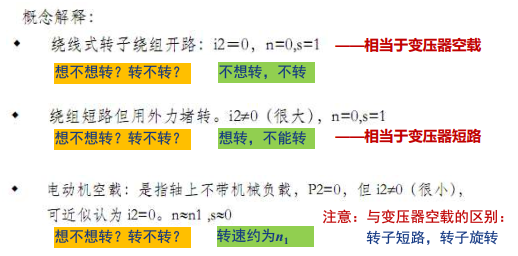 概念解释:
◆ 绕线式转子绕组开路: i2=0, n=0,s=1 ——相当于变压器空载
想不想转? 转不转? 不想转, 不转
◆ 绕组短路但用外力堵转。i2≠0 (很大), n=0,s=1
想不想转? 转不转? 想转, 不能转 ——相当于变压器短路
◆ 电动机空载: 是指轴上不带机械负载, P2=0, 但 i2≠0 (很小),
可近似认为 i2=0。n≈n1 ,s≈0 注意: 与变压器空载的区别:
想不想转? 转不转? 转速约为n1 转子短路, 转子旋转